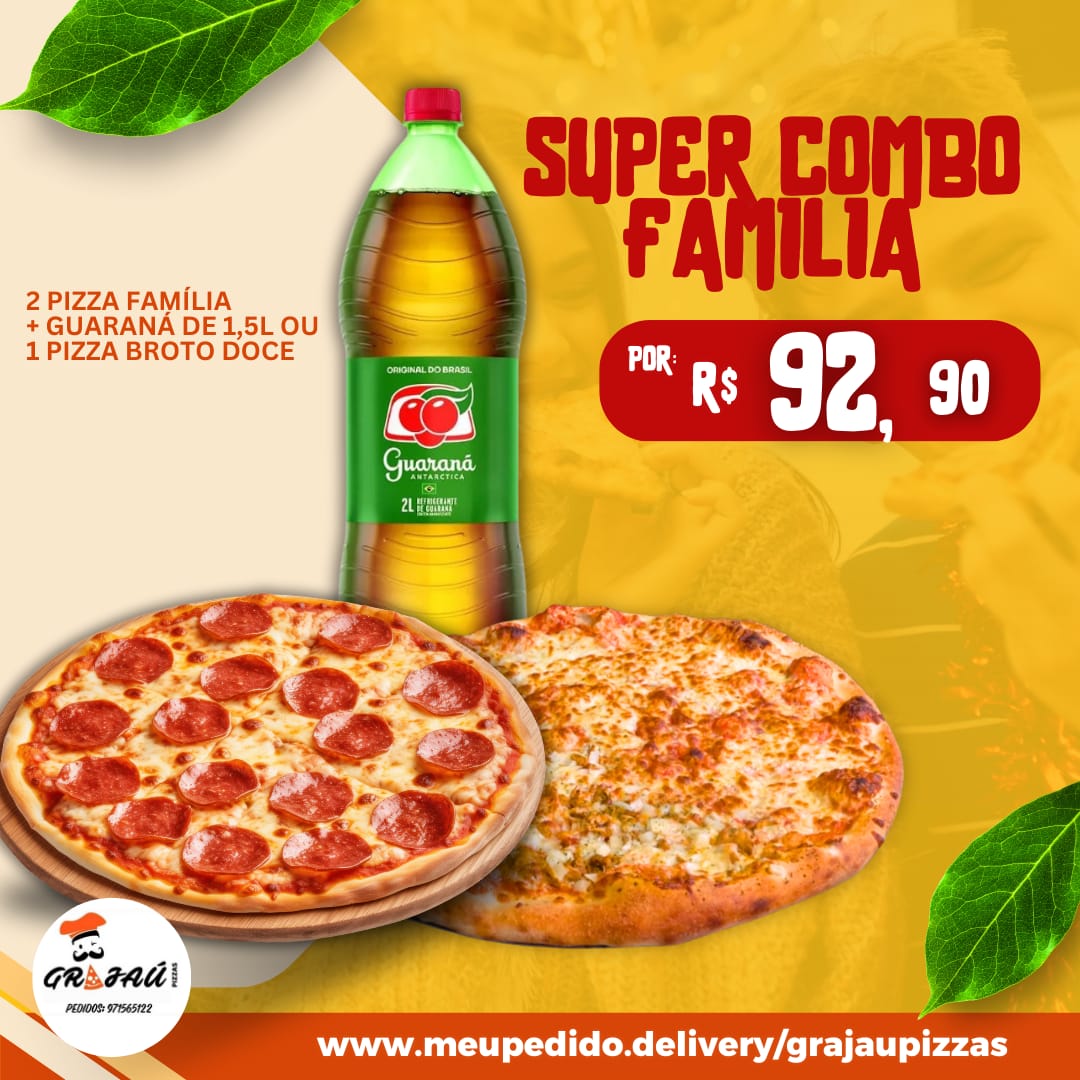 SUPER COMBO
FAMILIA
2 PIZZA FAMÍLIA
+ GUARANÁ DE 1,5L OU
1 PIZZA BROTO DOCE
POR: R$ 92, 90
ORIGINAL DO BRASIL
Guaraná
ANTARCTICA
2L REFRIGERANTE
DE GUARANÁ
GRAJAÚ PIZZAS
PEDIDOS: 971565122
www.meupedido.delivery/grajaupizzas